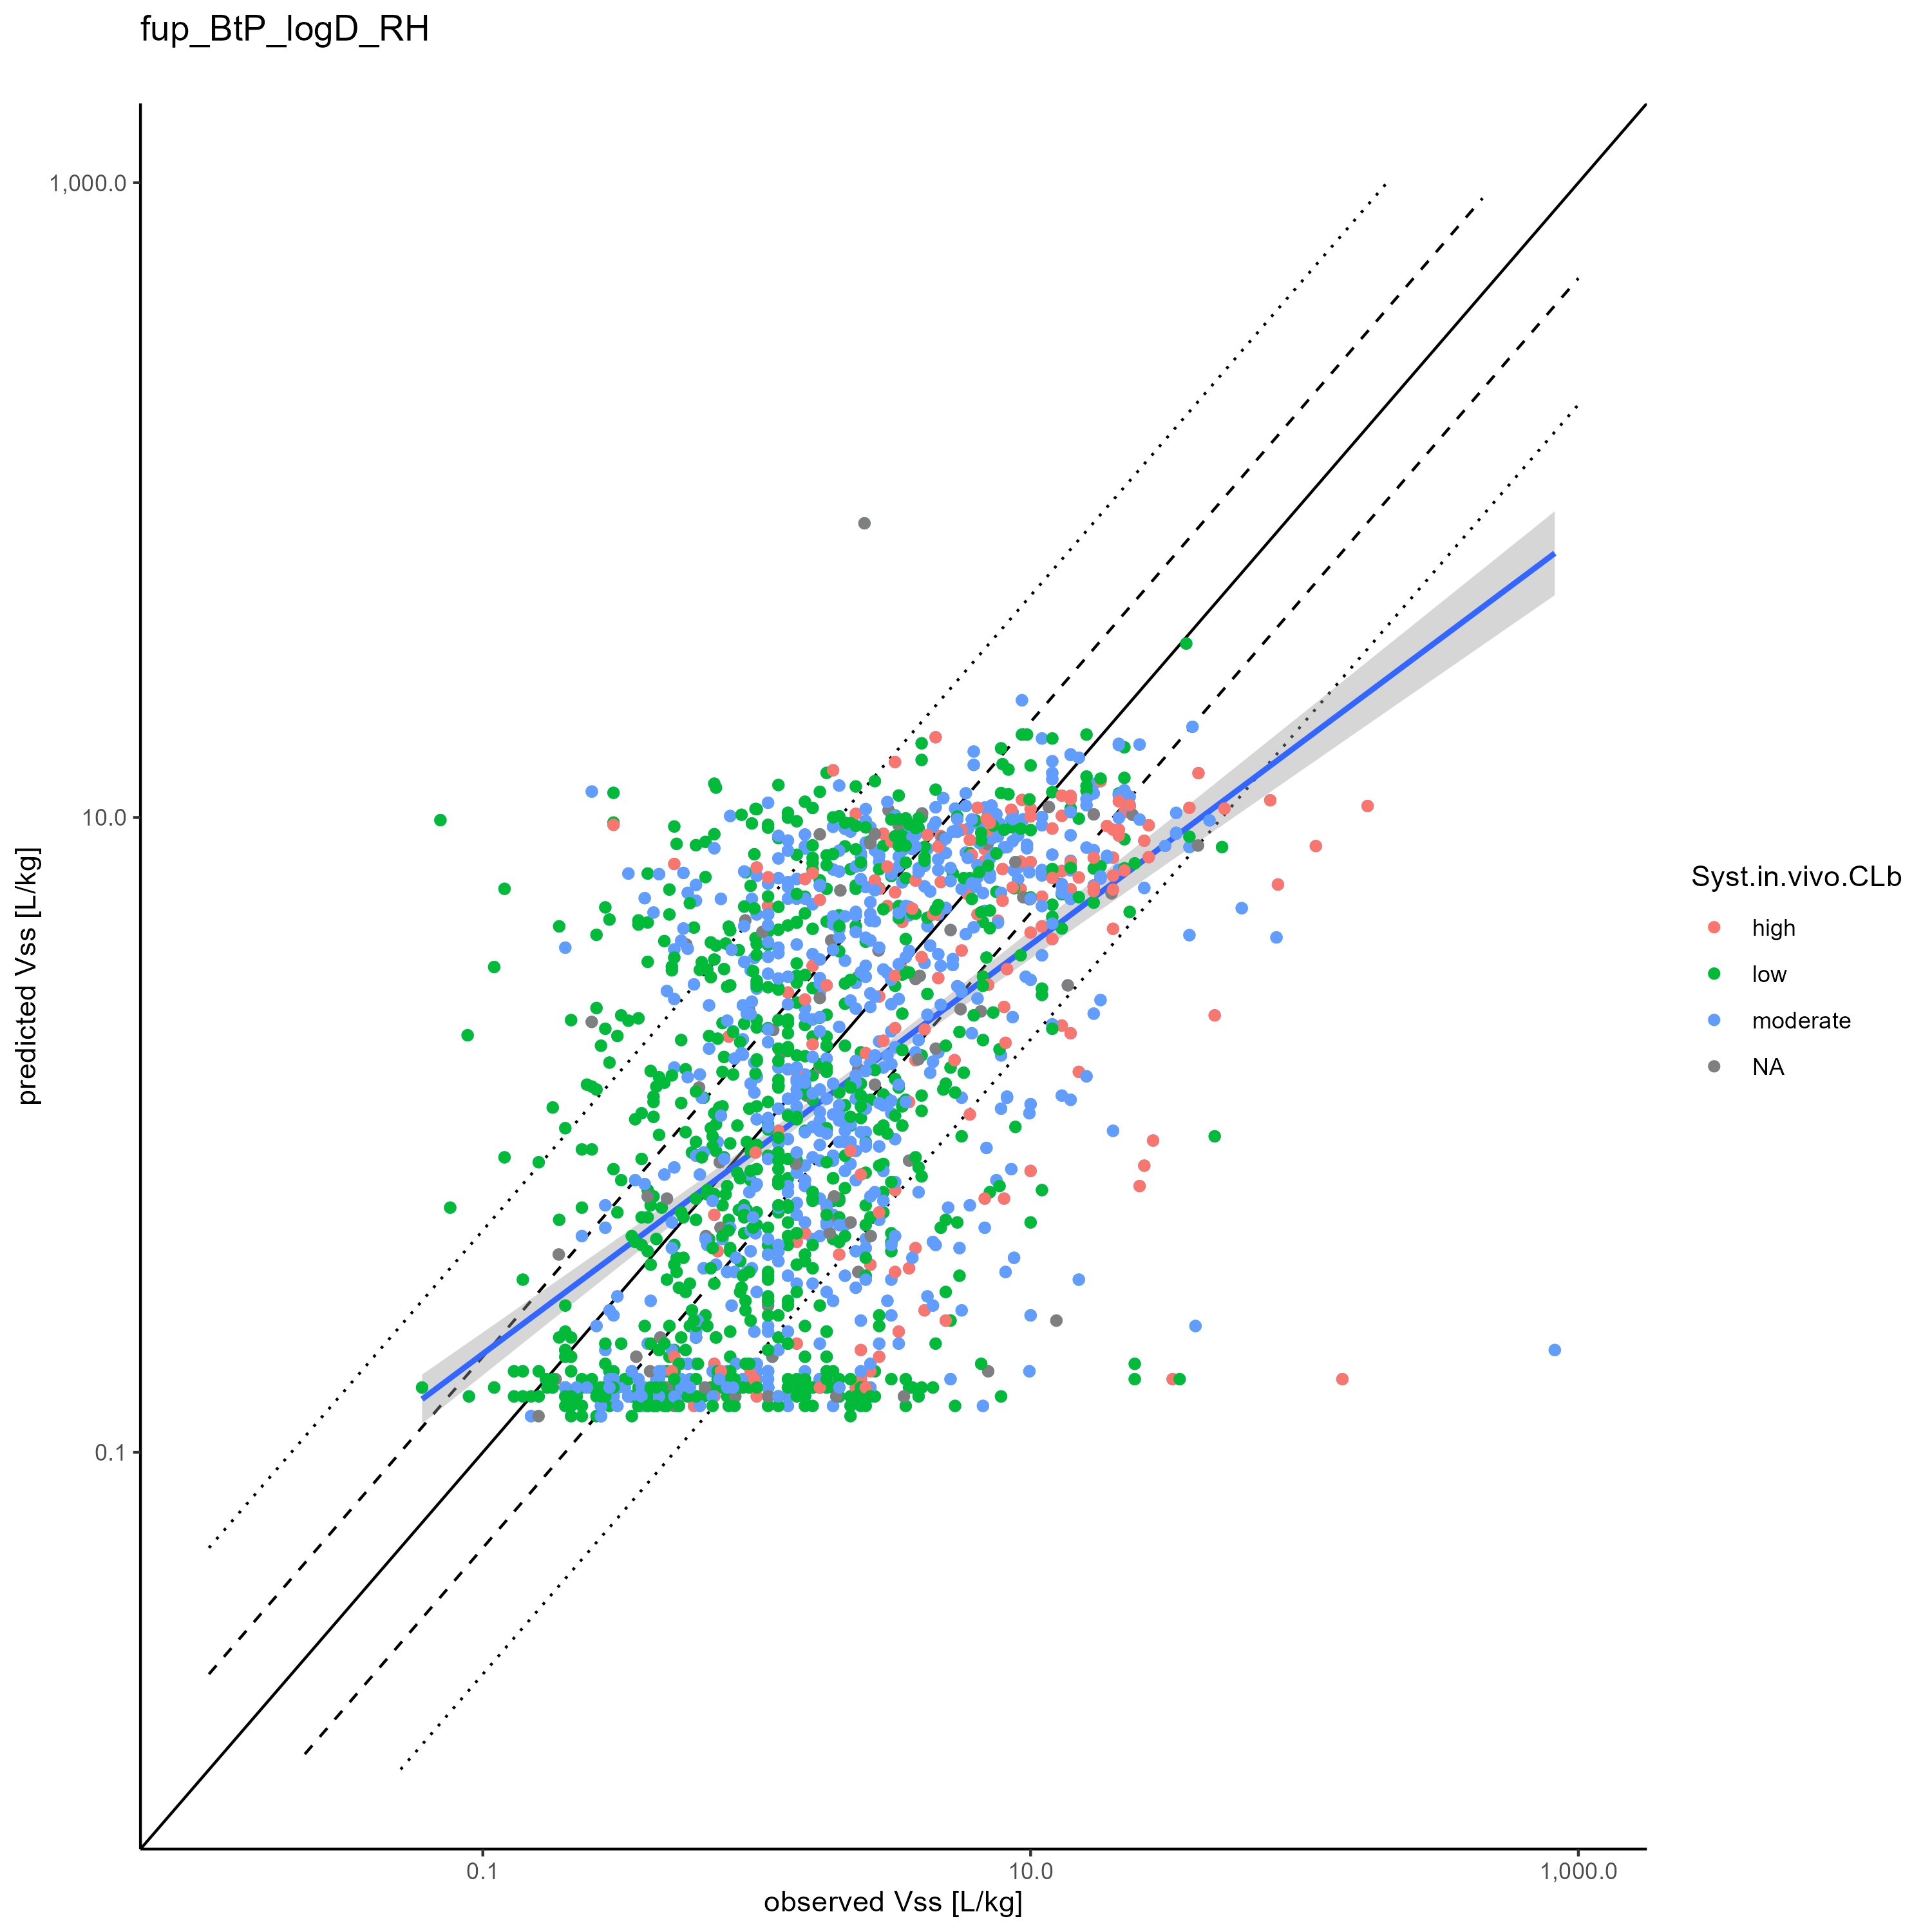 fup_BtP_logD_RH
1,000.0
10.0
0.1
predicted Vss [L/kg]
0.1
10.0
1,000.0
observed Vss [L/kg]
Syst.in.vivo.CLb
high
low
moderate
NA